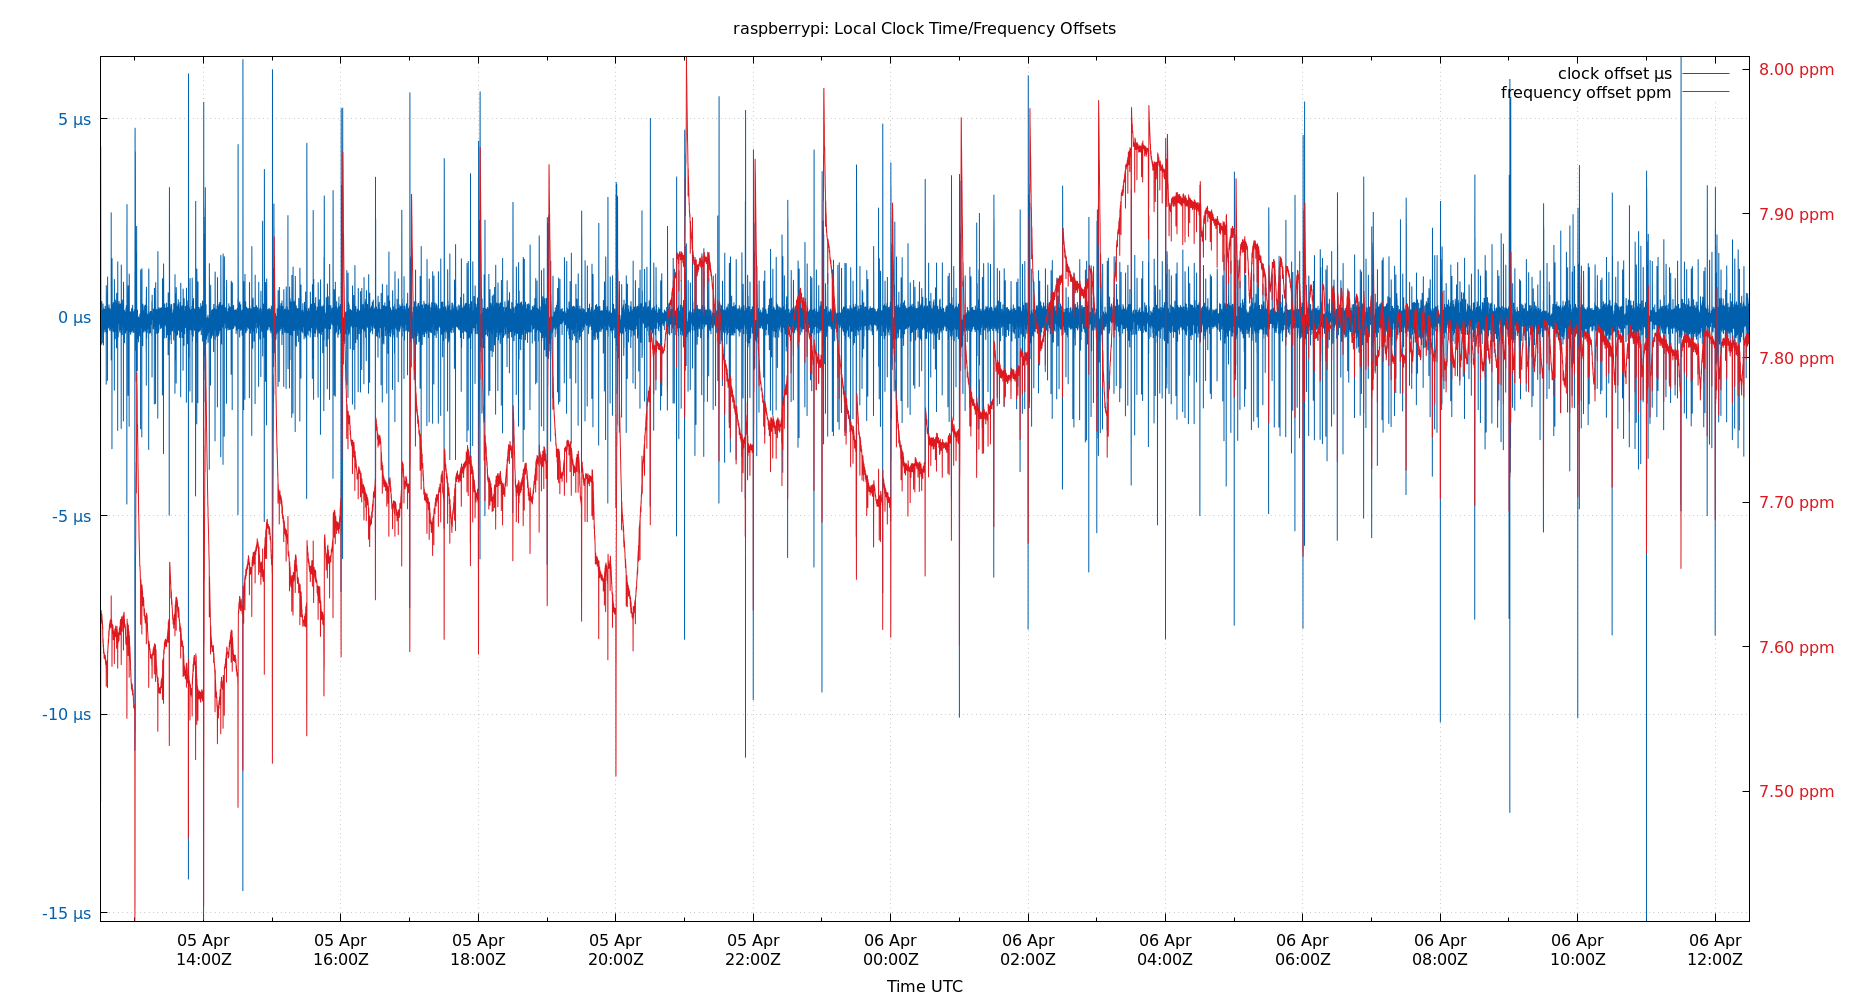 raspberrypi: Local Clock Time/Frequency Offsets
clock offset µs
frequency offset ppm
5 µs
0 µs
-5 µs
-10 µs
-15 µs
8.00 ppm
7.90 ppm
7.80 ppm
7.70 ppm
7.60 ppm
7.50 ppm
05 Apr 05 Apr 05 Apr 05 Apr 05 Apr 06 Apr 06 Apr 06 Apr 06 Apr 06 Apr 06 Apr 06 Apr
14:00Z 16:00Z 18:00Z 20:00Z 22:00Z 00:00Z 02:00Z 04:00Z 06:00Z 08:00Z 10:00Z 12:00Z
Time UTC